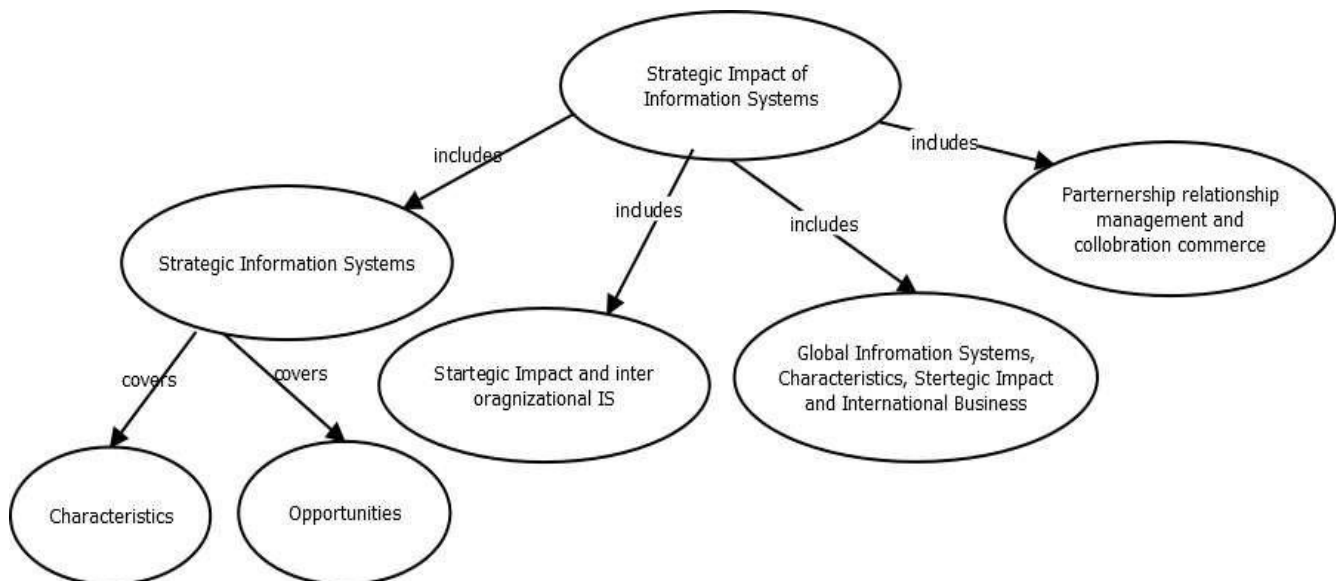 Strategic Impact of
Information Systems
includes
includes
includes
includes
Parternership relationship
management and
collobration commerce
Strategic Information Systems
Startegic Impact and inter
oragnizational IS
Global Infromation Systems,
Characteristics, Stertegic Impact
and International Business
covers
covers
Characteristics
Opportunities